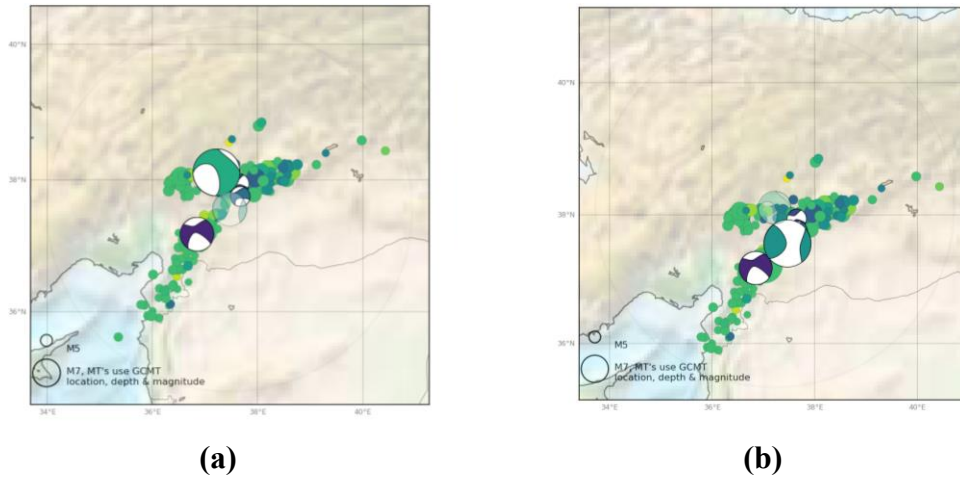 40°N
38°N
36°N
M5
M7, MT's use GCMT
location, depth & magnitude
34°E 36°E 38°E 40°E
(a)
40°N
38°N
36°N
M5
M7, MT's use GCMT
location, depth & magnitude
34°E 36°E 38°E 40°E
(b)